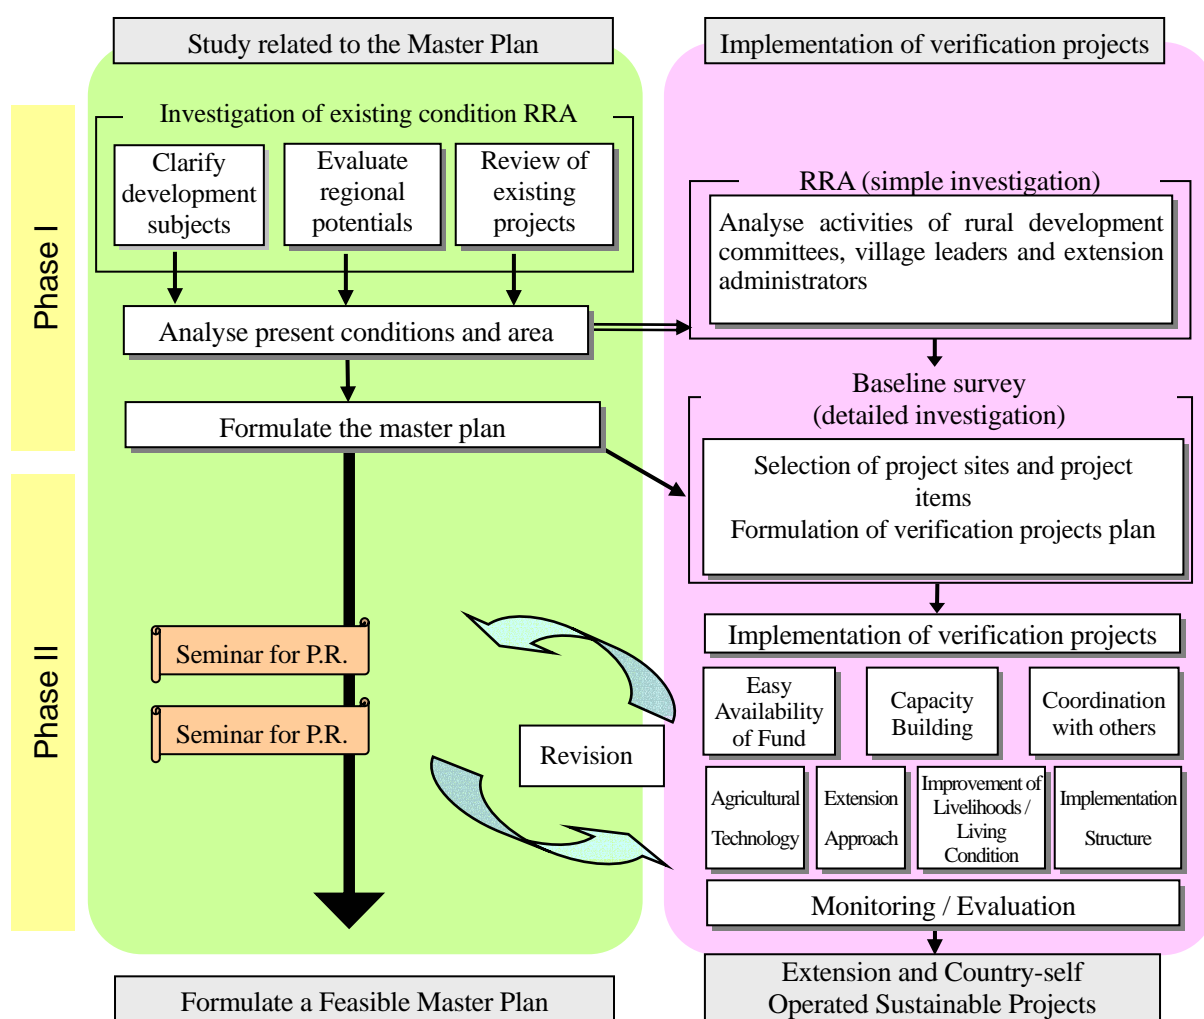 Study related to the Master Plan
Implementation of verification projects
Phase I
Investigation of existing condition RRA
Clarify
development
subjects
Evaluate
regional
potentials
Review of
existing
projects
Analyse present conditions and area
Formulate the master plan
RRA (simple investigation)
Analyse activities of rural development
committees, village leaders and extension
administrators
Baseline survey
(detailed investigation)
Selection of project sites and project
items
Formulation of verification projects plan
Phase II
Seminar for P.R.
Seminar for P.R.
Revision
Implementation of verification projects
Easy
Availability
of Fund
Capacity
Building
Coordination
with others
Agricultural
Technology
Extension
Approach
Improvement of
Livelihoods /
Living
Condition
Implementation
Structure
Monitoring / Evaluation
Formulate a Feasible Master Plan
Extension and Country-self
Operated Sustainable Projects